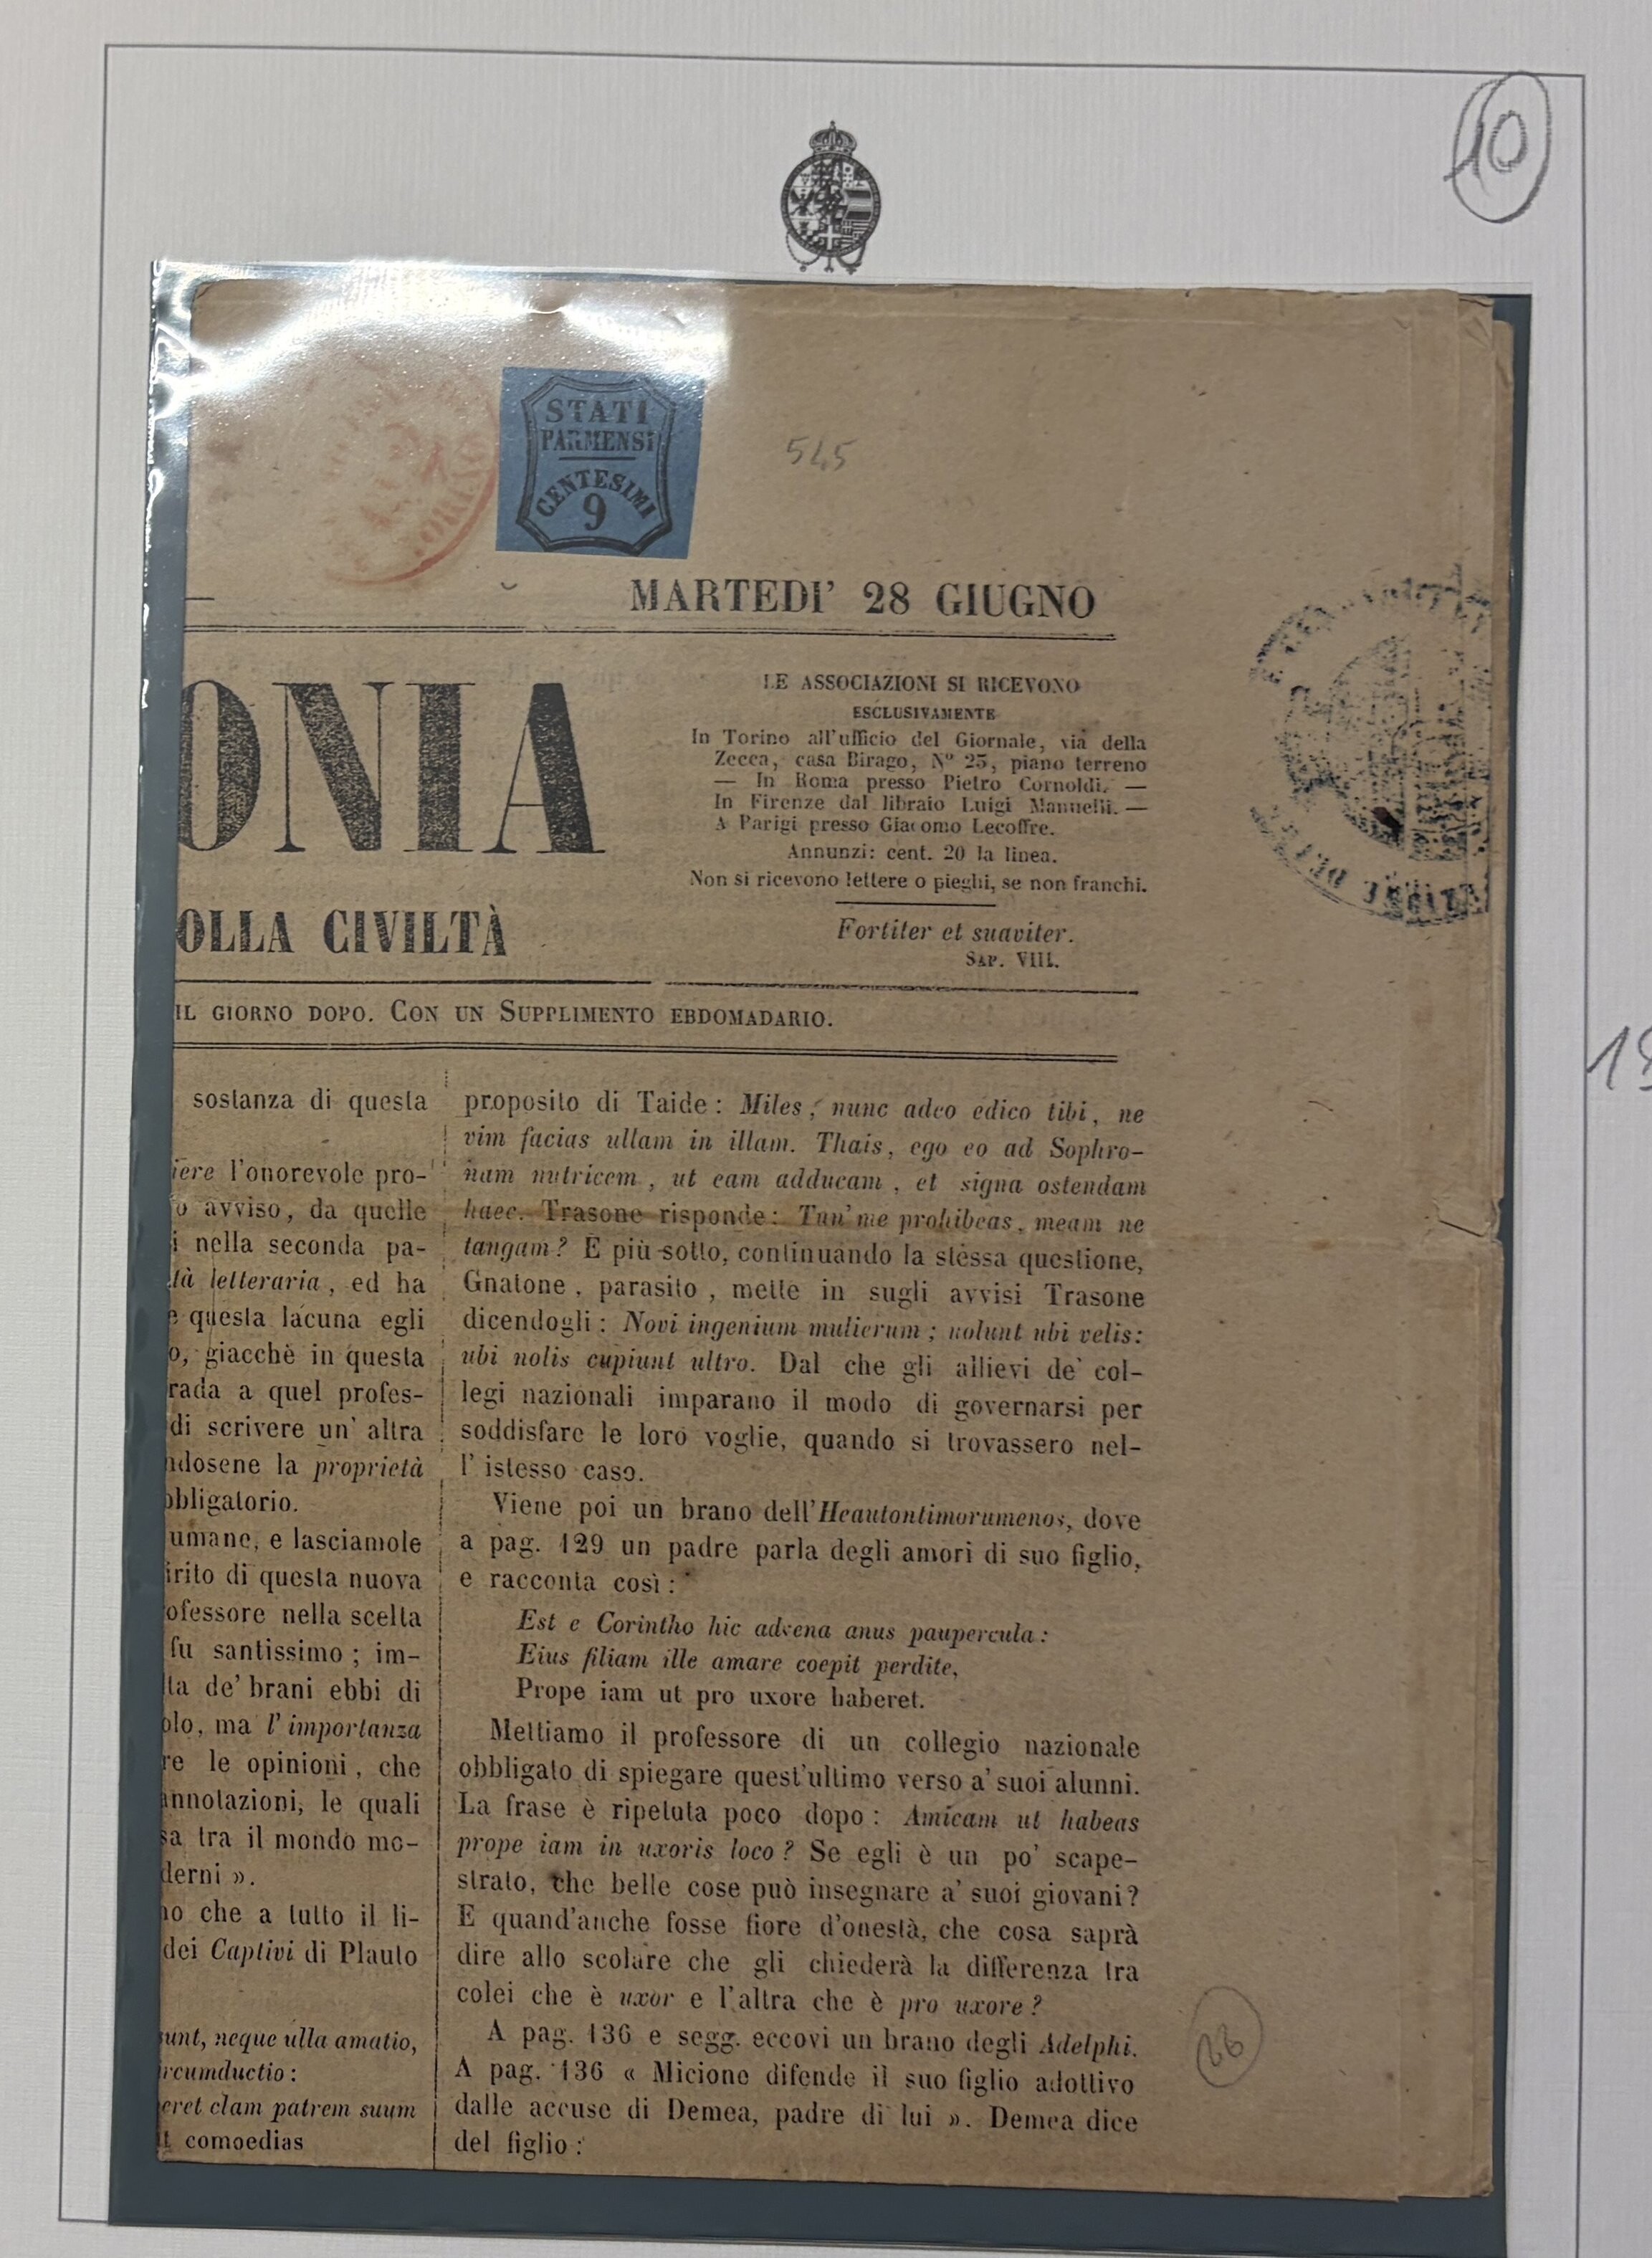 10
STATI
PARMENSI
CENTESIMI
9
545
MARTEDI' 28 GIUGNO
ONIA
OLLA CIVILTÀ
LE ASSOCIAZIONI SI RICEVONO
ESCLUSIVAMENTE
In Torino all'ufficio del Giornale, via della
Zecca, casa Birago, Nº 25, piano terreno
— In Roma presso Pietro Cornoldi. —
In Firenze dal libraio Luigi Manuelli. —
A Parigi presso Giacomo Lecoffre.
Annunzi: cent. 20 la linea.
Non si ricevono lettere o pieghi, se non franchi.
Fortiter et suaviter.
SAP. VIII.
IL GIORNO DOPO. CON UN SUPPLIMENTO EBDOMADARIO.
sostanza di questa
iere l'onorevole pro-
o avviso, da quelle
i nella seconda pa-
tà letteraria, ed ha
e questa lacuna egli
o, giacchè in questa
rada a quel profes-
di scrivere un' altra
ndosene la proprietà
obbligatorio.
umane, e lasciamole
irito di questa nuova
ofessore nella scelta
fu santissimo; im-
ta de' brani ebbi di
olo, ma l'importanza
re le opinioni, che
annotazioni, le quali
sa tra il mondo mo-
derni ».
no che a tutto il li-
dei Captivi di Plauto
unt, neque ulla amatio,
rcumductio:
eret clam patrem suum
t comoedias
proposito di Taide: Miles, nunc adeo edico tibi, ne
vim facias ullam in illam. Thais, ego eo ad Sophro-
nam nutricem, ut eam adducam, et signa ostendam
haec. Trasone risponde: Tun' me prohibeas, meam ne
tangam? E più sotto, continuando la stessa questione,
Gnatone, parasito, mette in sugli avvisi Trasone
dicendogli: Novi ingenium mulierum; nolunt ubi velis:
ubi nolis cupiunt ultro. Dal che gli allievi de' col-
legi nazionali imparano il modo di governarsi per
soddisfare le loro voglie, quando si trovassero nel-
l' istesso caso.
Viene poi un brano dell'Heautontimorumenos, dove
a pag. 129 un padre parla degli amori di suo figlio,
e racconta così:
Est e Corintho hic advena anus paupercula:
Eius filiam ille amare coepit perdite,
Prope iam ut pro uxore haberet.
Mettiamo il professore di un collegio nazionale
obbligato di spiegare quest'ultimo verso a' suoi alunni.
La frase è ripetuta poco dopo: Amicam ut habeas
prope iam in uxoris loco? Se egli è un po' scape-
strato, che belle cose può insegnare a' suoi giovani?
E quand'anche fosse fiore d'onestà, che cosa saprà
dire allo scolare che gli chiederà la differenza tra
colei che è uxor e l'altra che è pro uxore?
A pag. 136 e segg. eccovi un brano degli Adelphi.
A pag. 136 « Micione difende il suo figlio adottivo
dalle accuse di Demea, padre di lui ». Demea dice
del figlio: